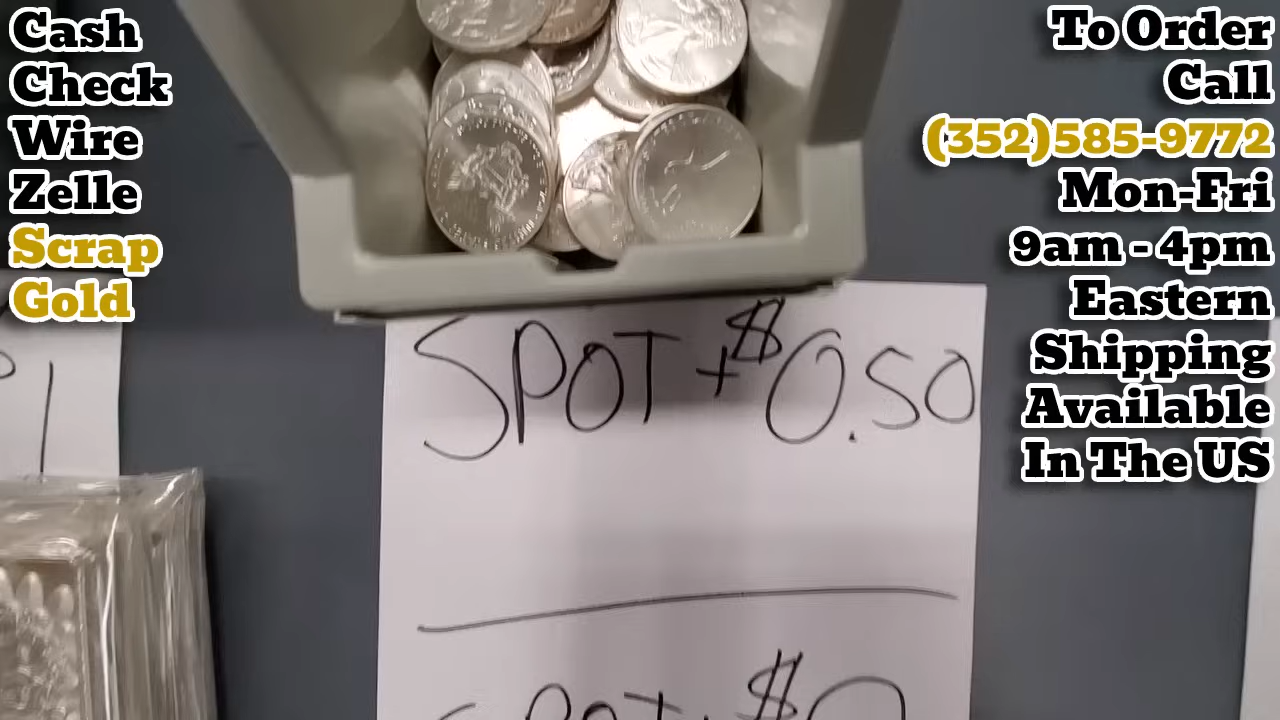 Cash
Check
Wire
Zelle
Scrap
Gold
To Order
Call
(352)585-9772
Mon-Fri
9am - 4pm
Eastern
Shipping
Available
In The US
SPOT + $0.50
SPOT + $